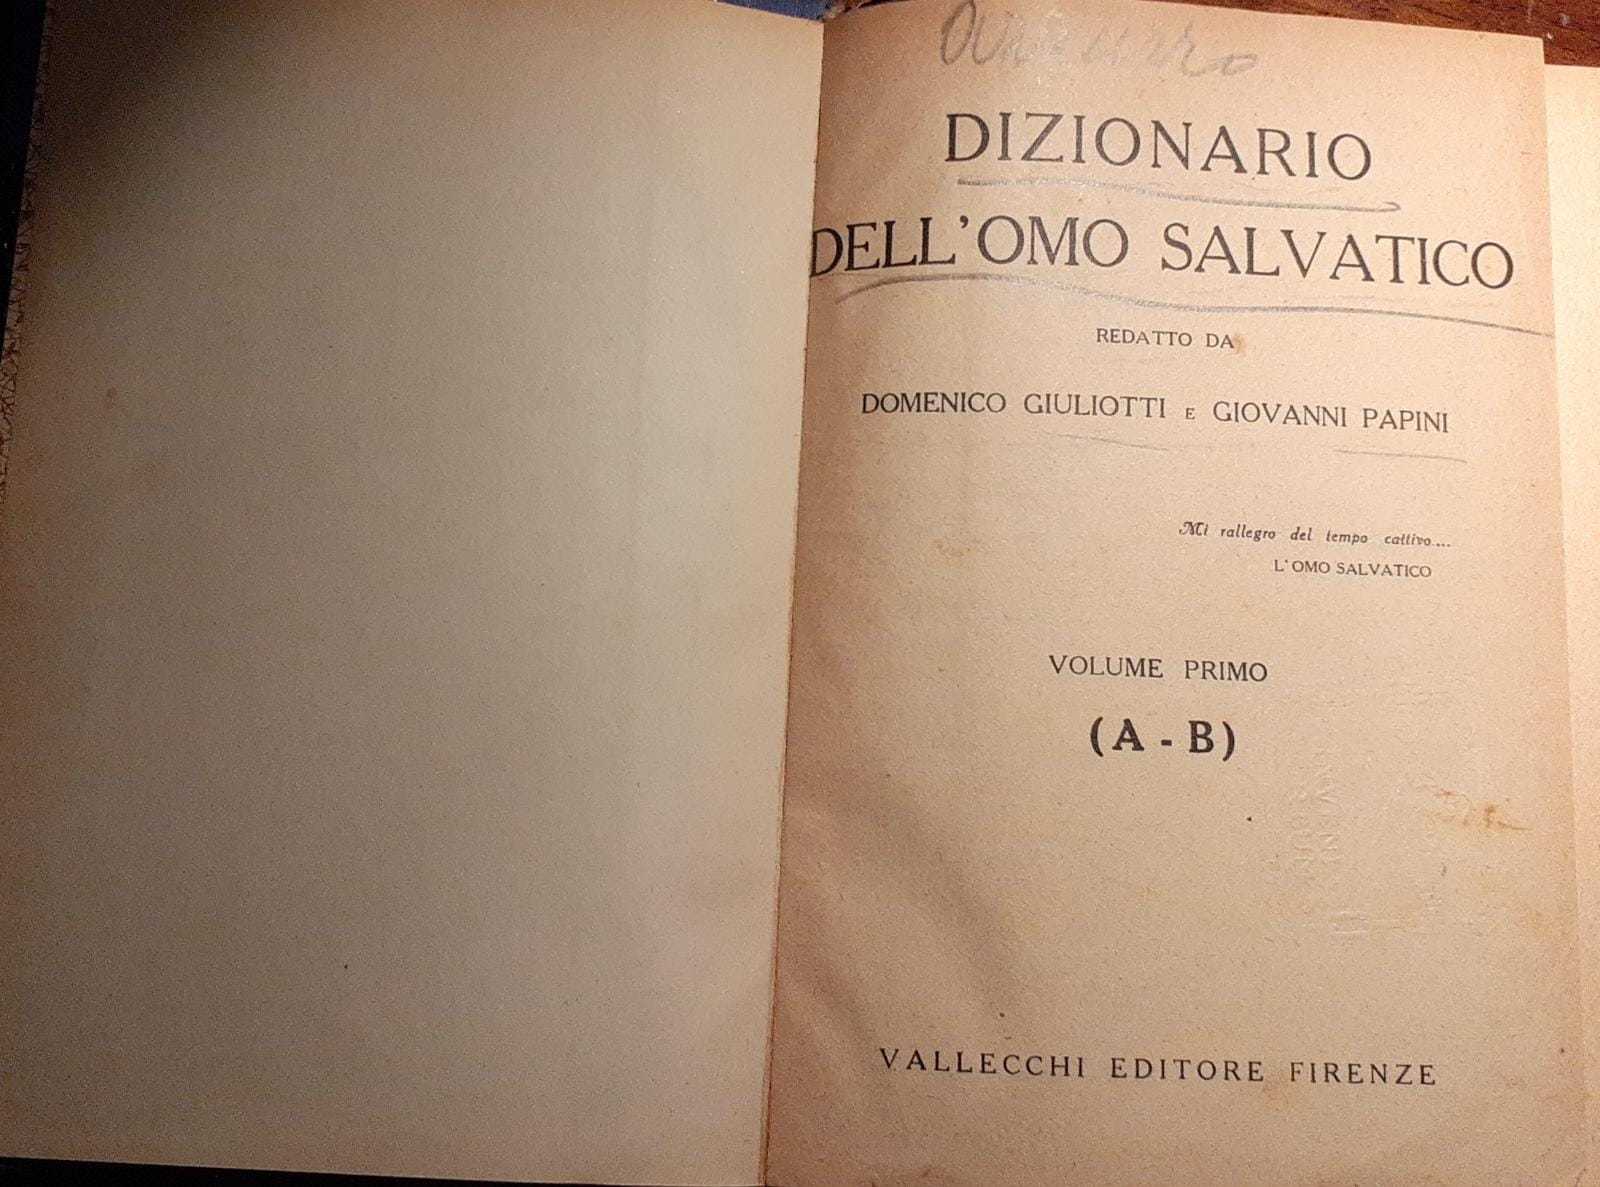 DIZIONARIO
DELL'OMO SALVATICO
REDATTO DA
DOMENICO GIULIOTTI E GIOVANNI PAPINI
Mi rallegro del tempo cattivo....
L'OMO SALVATICO
VOLUME PRIMO
(A - B)
VALLECCHI EDITORE FIRENZE